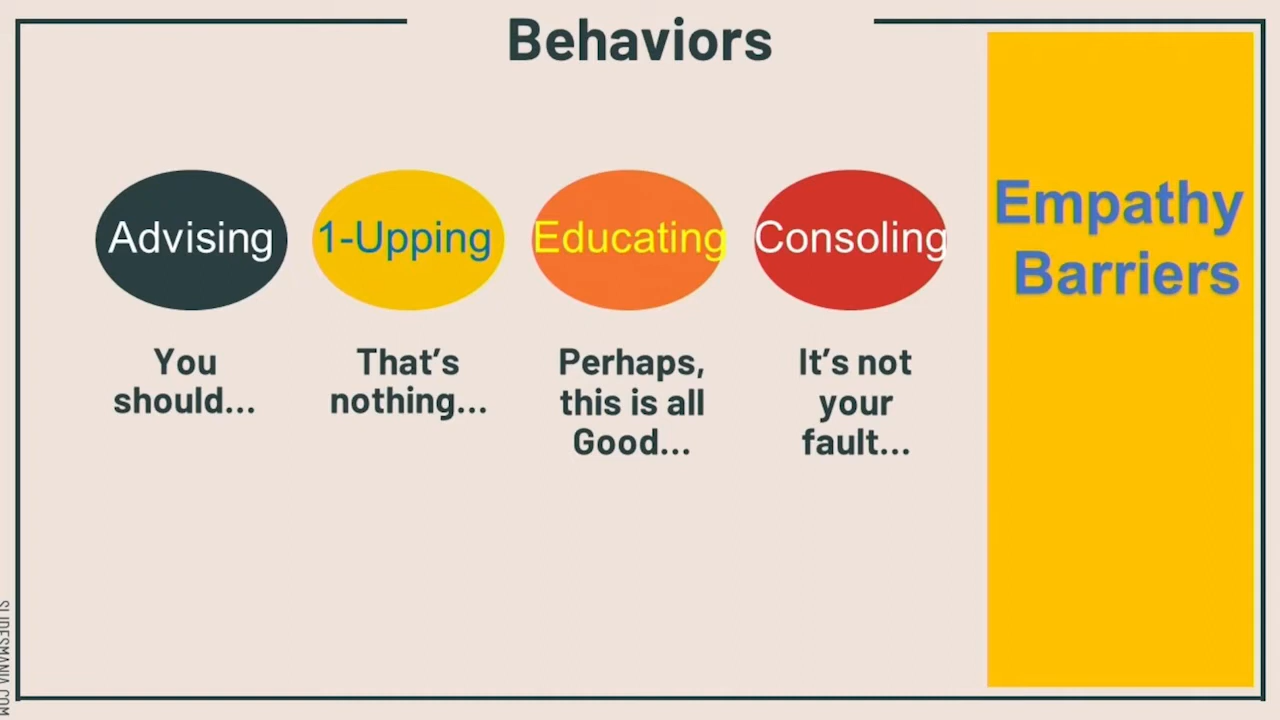 Behaviors
Advising
1-Upping
Educating
Consoling
You
should...
That's
nothing...
Perhaps,
this is all
Good...
It's not
your
fault...
Empathy
Barriers
SLIDESMANIA.COM